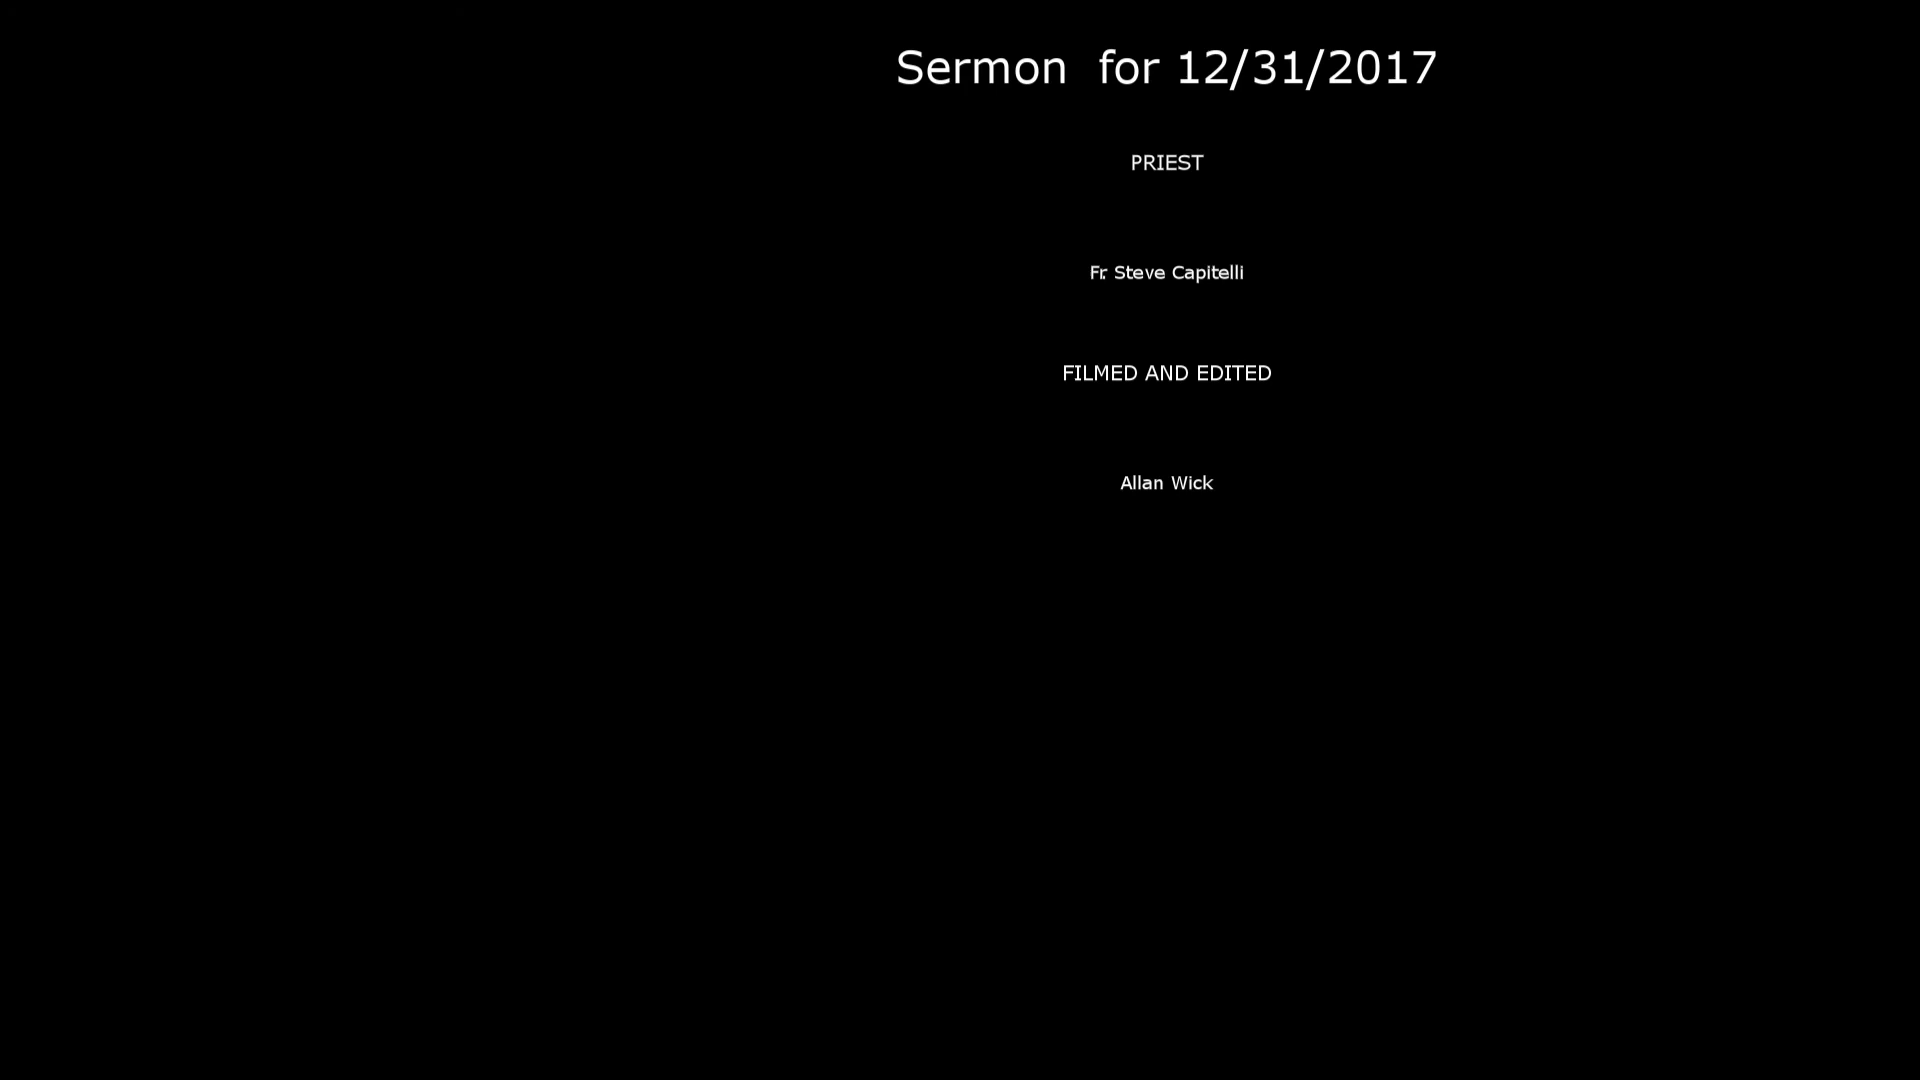 Sermon  for 12/31/2017
PRIEST
Fr. Steve Capitelli
FILMED AND EDITED
Allan Wick